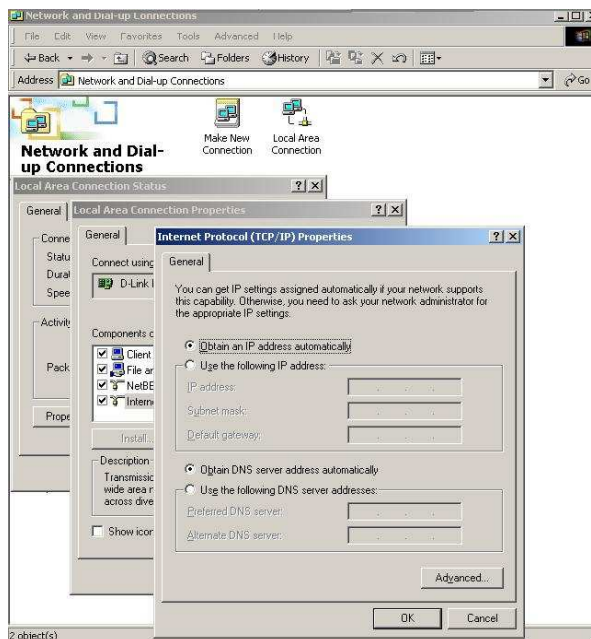 Network and Dial-up Connections
File Edit View Favorites Tools Advanced Help
Back Search Folders History
Address Network and Dial-up Connections Go
Make New Connection
Local Area Connection
Network and Dial-
up Connections
Local Area Connection Status
General
Conne
Statu
Durat
Spee
Activit
Pack
Prope
Local Area Connection Properties
General
Connect using
D-Link
Components c
Client
File ar
NetBE
Intern
Install...
Description
Transmissic
wide area r
across dive
Show icor
Internet Protocol (TCP/IP) Properties
General
You can get IP settings assigned automatically if your network supports
this capability. Otherwise, you need to ask your network administrator for
the appropriate IP settings.
Obtain an IP address automatically
Use the following IP address:
IP address:
Subnet mask:
Default gateway:
Obtain DNS server address automatically
Use the following DNS server addresses:
Preferred DNS server:
Alternate DNS server:
Advanced...
OK Cancel
2 object(s)